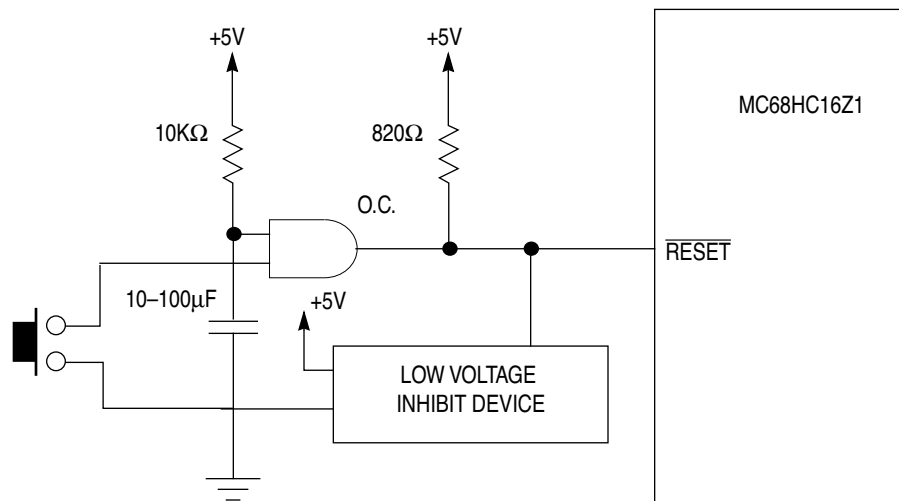 +5V
+5V
MC68HC16Z1
10KΩ
820Ω
O.C.
RESET
10–100µF
+5V
LOW VOLTAGE
INHIBIT DEVICE